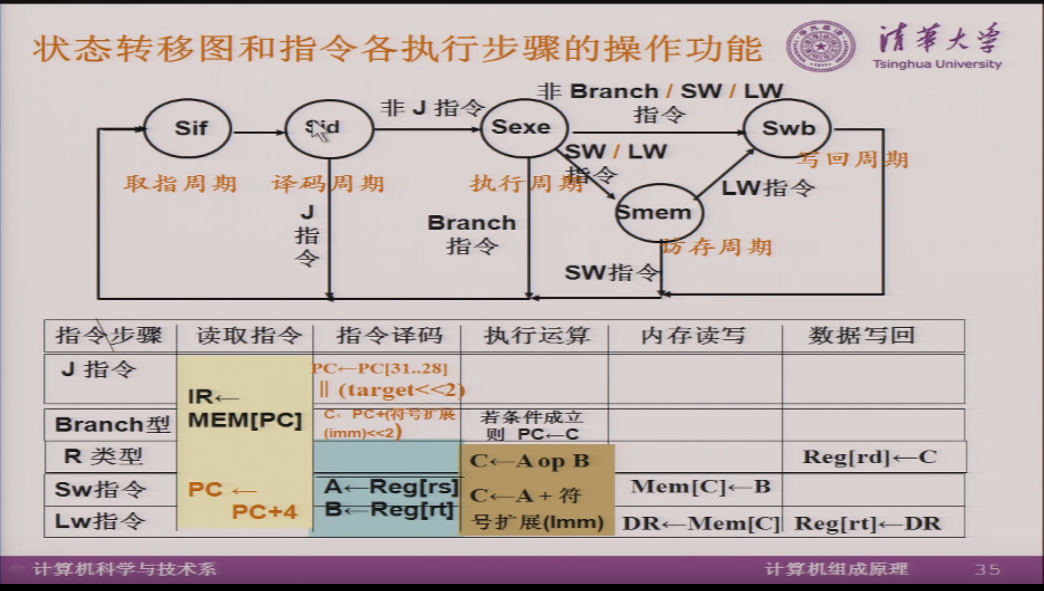 状态转移图和指令各执行步骤的操作功能
清华大学
Tsinghua University
非 J 指令
非 Branch / SW / LW
指令
Sif
Sid
Sexe
Swb
SW / LW
指令
取指周期
译码周期
执行周期
写回周期
LW指令
J
指
令
Branch
指令
Smem
访存周期
SW指令
指令步骤
读取指令
指令译码
执行运算
内存读写
数据写回
J 指令
IR←
MEM[PC]
PC ←
PC+4
PC←PC[31..28]
‖ (target<<2)
Branch型
C← PC+(符号扩展
(imm)<<2)
若条件成立
则 PC←C
R 类型
C←A op B
Reg[rd]←C
Sw指令
A←Reg[rs]
B←Reg[rt]
C←A + 符
号扩展(Imm)
Mem[C]←B
Lw指令
DR←Mem[C]
Reg[rt]←DR
计算机科学与技术系
计算机组成原理
35